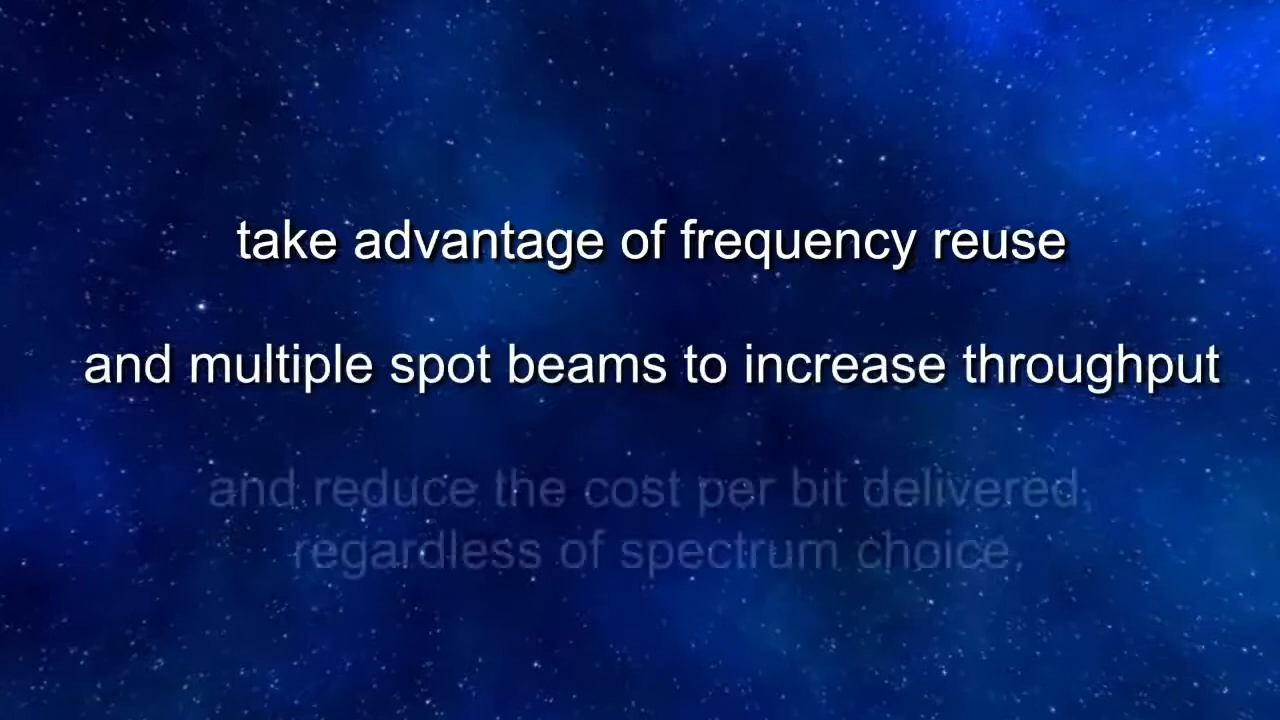 take advantage of frequency reuse
and multiple spot beams to increase throughput
and reduce the cost per bit delivered,
regardless of spectrum choice.